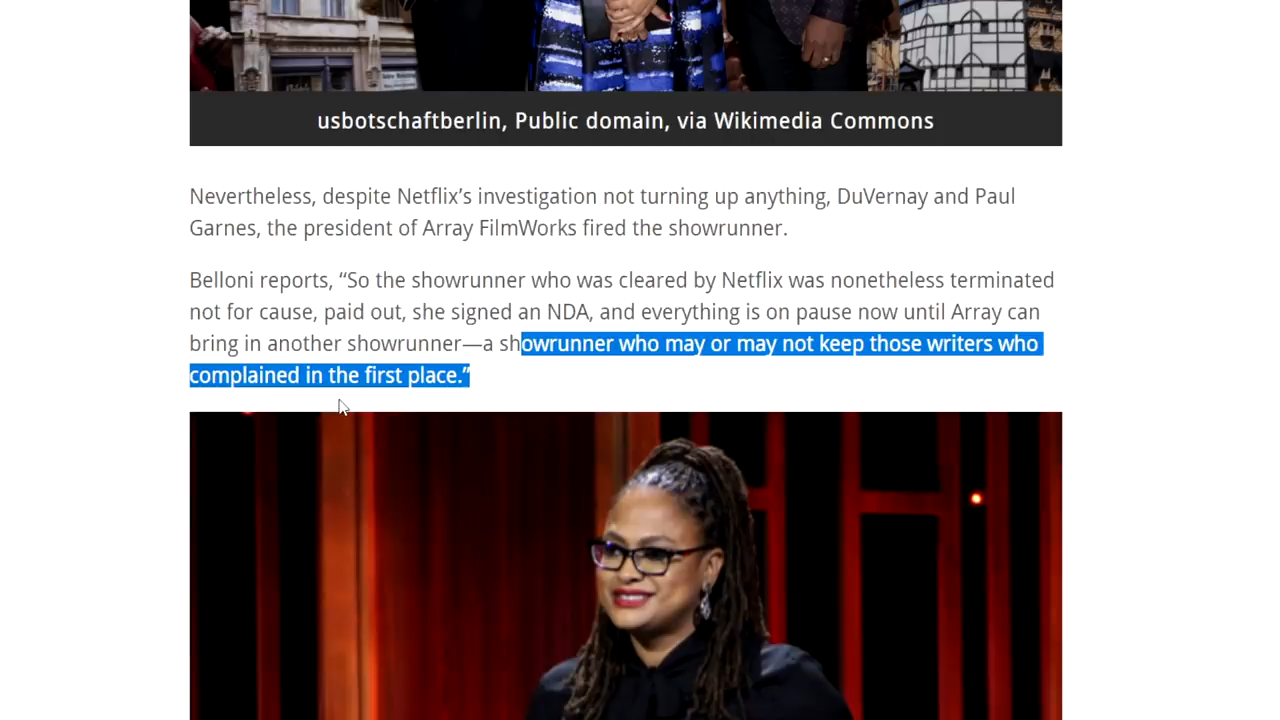 usbotschaftberlin, Public domain, via Wikimedia Commons
Nevertheless, despite Netflix’s investigation not turning up anything, DuVernay and Paul
Garnes, the president of Array FilmWorks fired the showrunner.
Belloni reports, “So the showrunner who was cleared by Netflix was nonetheless terminated
not for cause, paid out, she signed an NDA, and everything is on pause now until Array can
bring in another showrunner—a showrunner who may or may not keep those writers who
complained in the first place.”